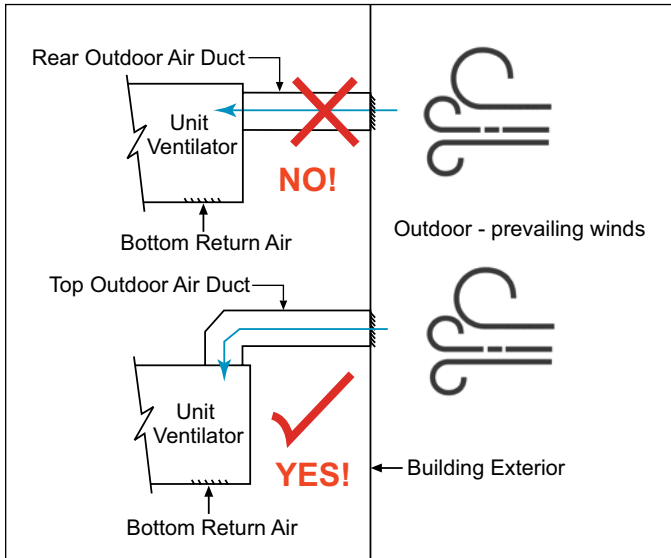 Rear Outdoor Air Duct
Unit
Ventilator
NO!
Bottom Return Air
Outdoor - prevailing winds
Top Outdoor Air Duct
Unit
Ventilator
YES!
Building Exterior
Bottom Return Air